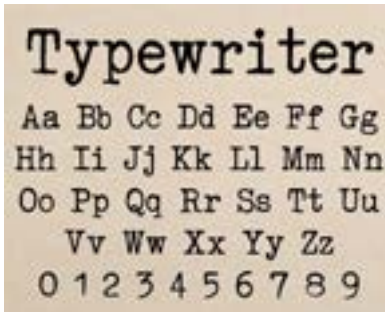 Typewriter
Aa Bb Cc Dd Ee Ff Gg
Hh Ii Jj Kk Ll Mm Nn
Oo Pp Qq Rr Ss Tt Uu
Vv Ww Xx Yy Zz
0 1 2 3 4 5 6 7 8 9